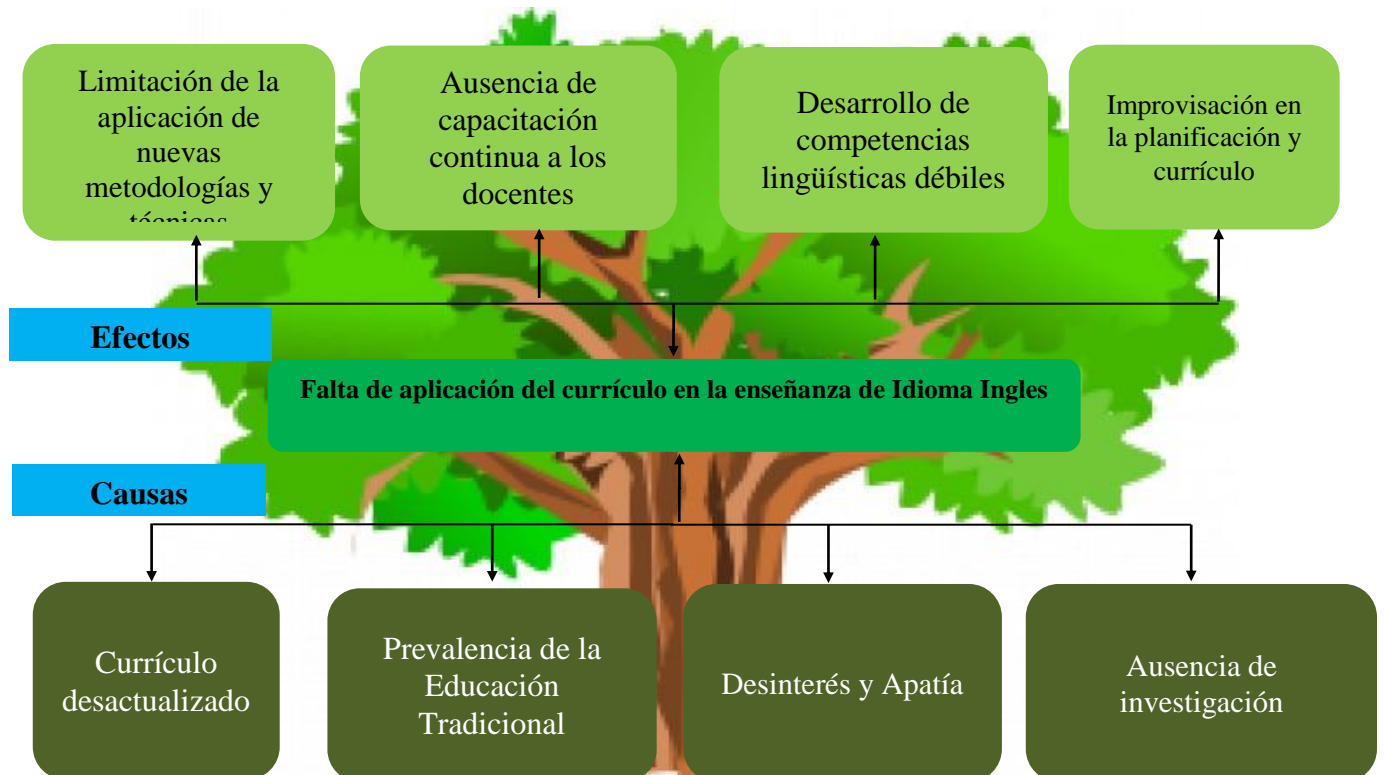 Limitación de la
aplicación de
nuevas
metodologías y
técnicas
Ausencia de
capacitación
continua a los
docentes
Desarrollo de
competencias
lingüísticas débiles
Improvisación en
la planificación y
currículo
Efectos
Falta de aplicación del currículo en la enseñanza de Idioma Ingles
Causas
Currículo
desactualizado
Prevalencia de la
Educación
Tradicional
Desinterés y Apatía
Ausencia de
investigación